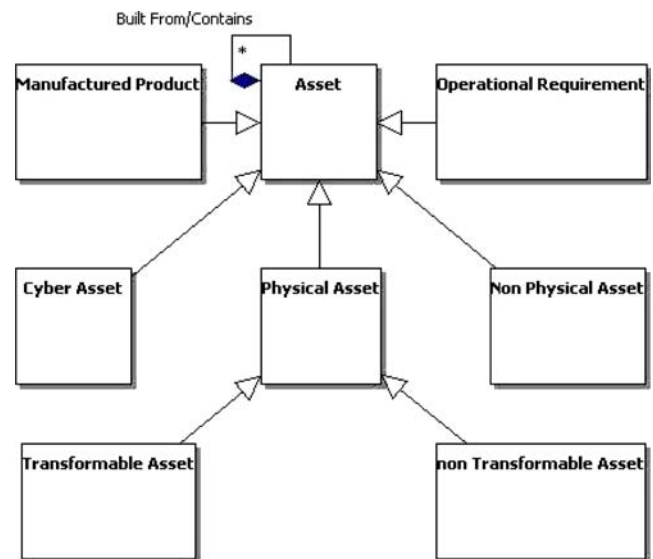 Built From/Contains
*
Manufactured Product
Asset
Operational Requirement
Cyber Asset
Physical Asset
Non Physical Asset
Transformable Asset
non Transformable Asset